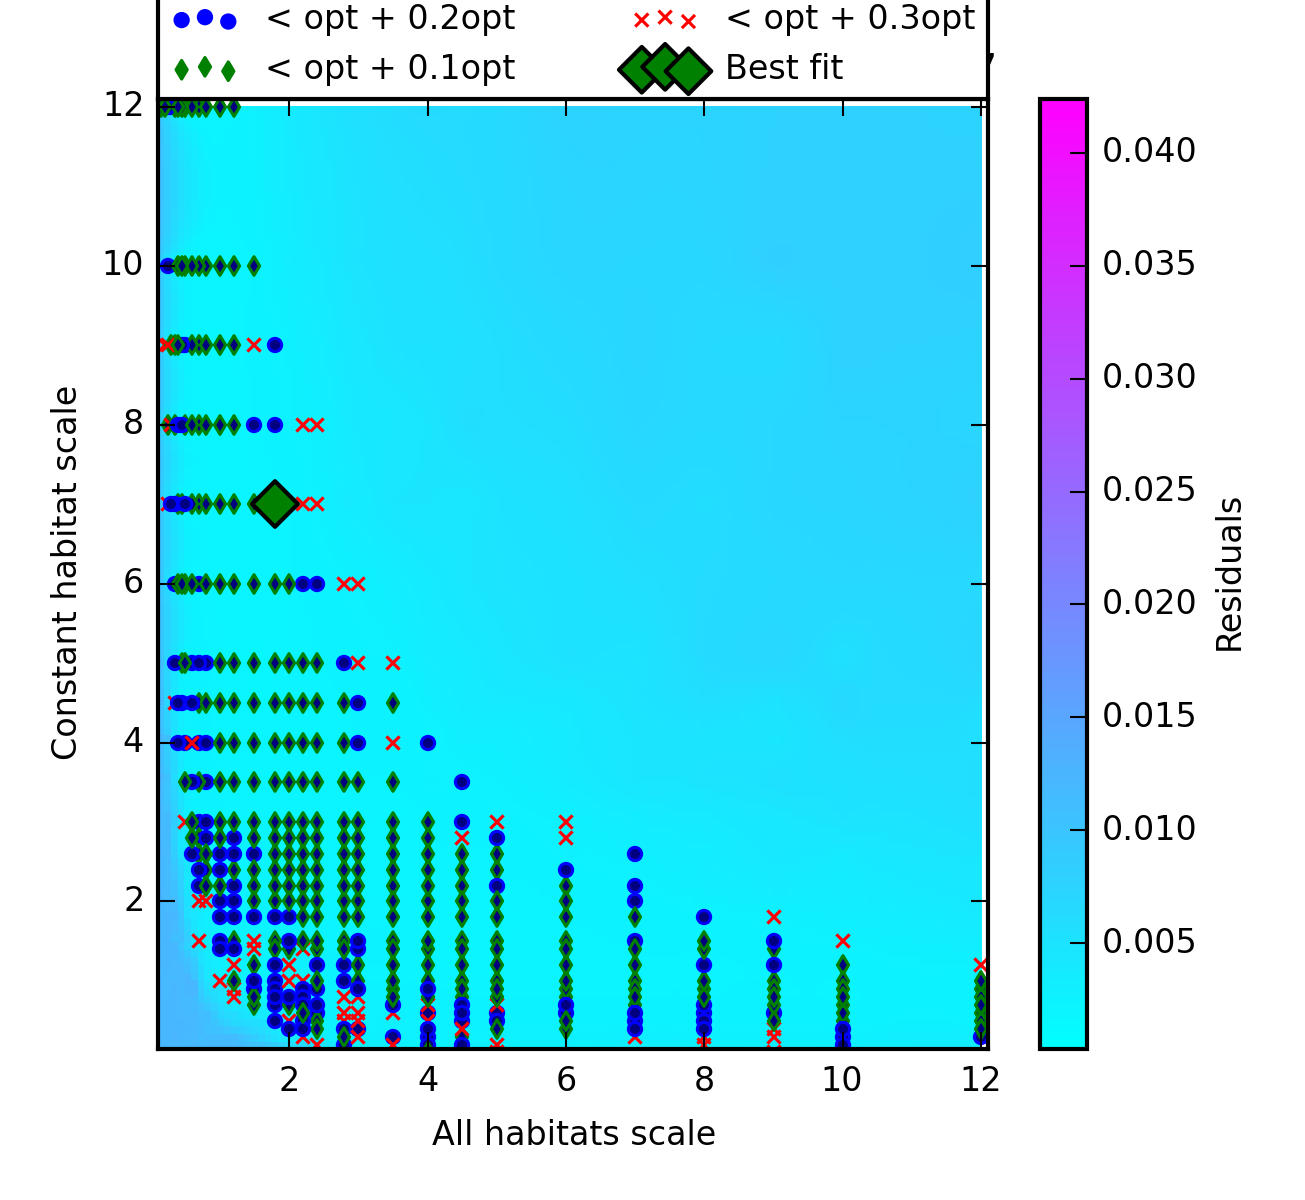 < opt + 0.2opt < opt + 0.3opt
< opt + 0.1opt Best fit
12
10
8
6
4
2
Constant habitat scale
2 4 6 8 10 12
All habitats scale
0.040
0.035
0.030
0.025
0.020
0.015
0.010
0.005
Residuals